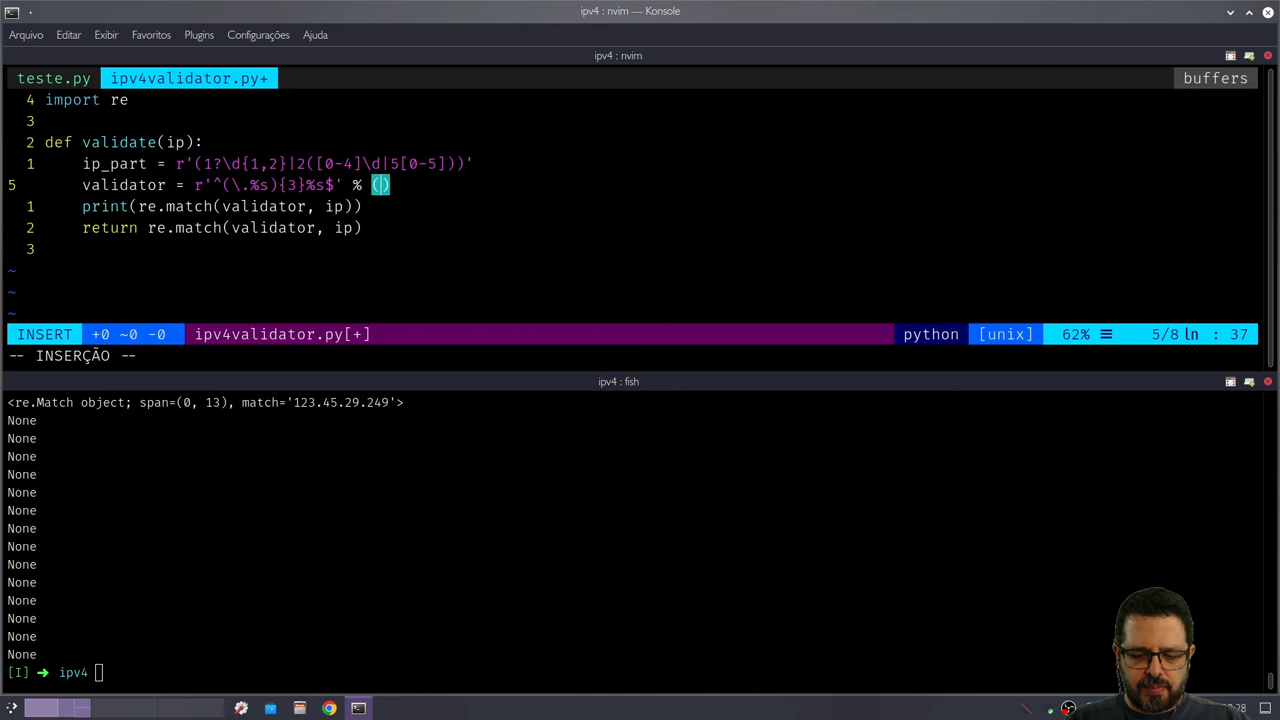 ipv4 : nvim — Konsole
Arquivo Editar Exibir Favoritos Plugins Configurações Ajuda
ipv4 : nvim
teste.py ipv4validator.py+ buffers
4 import re
3
2 def validate(ip):
1 ip_part = r'(1?\d{1,2}|2([0-4]\d|5[0-5]))'
5 validator = r'^(\.%s){3}%s$' % ()
1 print(re.match(validator, ip))
2 return re.match(validator, ip)
3
~
~
~
INSERT +0 ~0 -0 ipv4validator.py[+] python [unix] 62% ≡ 5/8 ln : 37
-- INSERÇÃO --
ipv4 : fish
<re.Match object; span=(0, 13), match='123.45.29.249'>
None
None
None
None
None
None
None
None
None
None
None
None
None
None
[I] ➜ ipv4